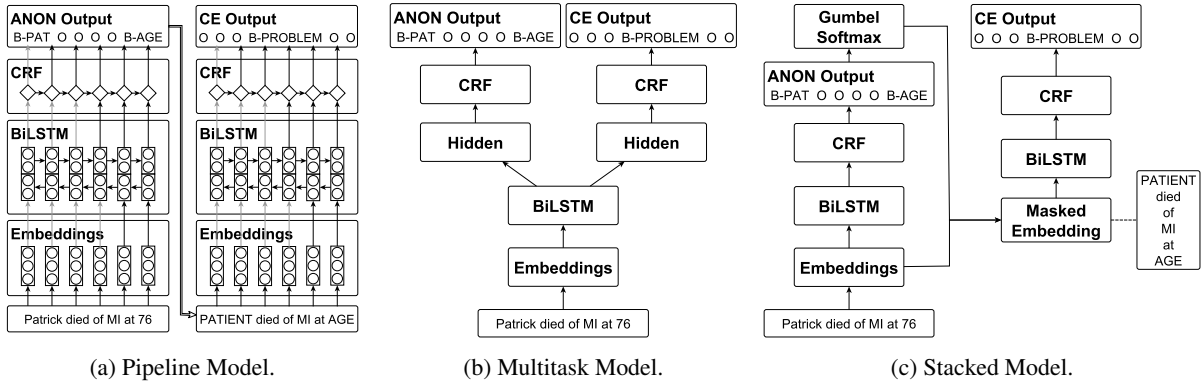 ANON Output
B-PAT O O O O B-AGE
CRF
BiLSTM
Embeddings
Patrick died of MI at 76
CE Output
O O O B-PROBLEM O O
CRF
BiLSTM
Embeddings
PATIENT died of MI at AGE
(a) Pipeline Model.
ANON Output
B-PAT O O O O B-AGE
CE Output
O O O B-PROBLEM O O
CRF
CRF
Hidden
Hidden
BiLSTM
Embeddings
Patrick died of MI at 76
(b) Multitask Model.
Gumbel
Softmax
ANON Output
B-PAT O O O O B-AGE
CRF
BiLSTM
Embeddings
Patrick died of MI at 76
CE Output
O O O B-PROBLEM O O
CRF
BiLSTM
Masked
Embedding
PATIENT
died
of
MI
at
AGE
(c) Stacked Model.